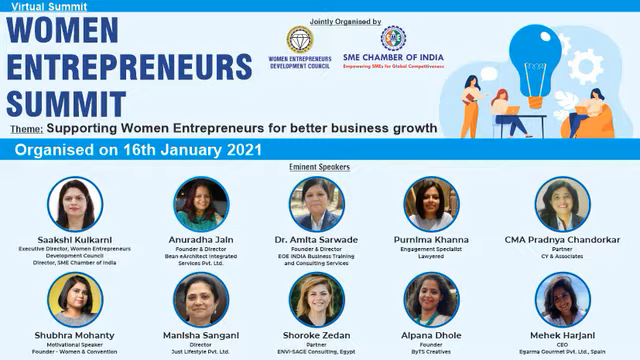 Virtual Summit
WOMEN
ENTREPRENEURS
SUMMIT
Jointly Organised by
WOMEN ENTREPRENEURS
DEVELOPMENT COUNCIL
SME CHAMBER OF INDIA
Empowering SMEs for Global Competitiveness
Theme: Supporting Women Entrepreneurs for better business growth
Organised on 16th January 2021
Eminent Speakers
Saakshi Kulkarni
Executive Director, Women Entrepreneurs
Development Council
Director, SME Chamber of India
Anuradha Jain
Founder & Director
Bean eArchitect Integrated
Services Pvt. Ltd.
Dr. Amita Sarwade
Founder & Director
EOE INDIA Business Training
and Consulting Services
Purnima Khanna
Engagement Specialist
Lawyered
CMA Pradnya Chandorkar
Partner
CY & Associates
Shubhra Mohanty
Motivational Speaker
Founder - Women & Convention
Manisha Sangani
Director
Just Lifestyle Pvt. Ltd.
Shoroke Zedan
Partner
ENVI-SAGE Consulting, Egypt
Alpana Dhole
Founder
ByTS Creatives
Mehek Harjani
CEO
Egarma Gourmet Pvt. Ltd., Spain